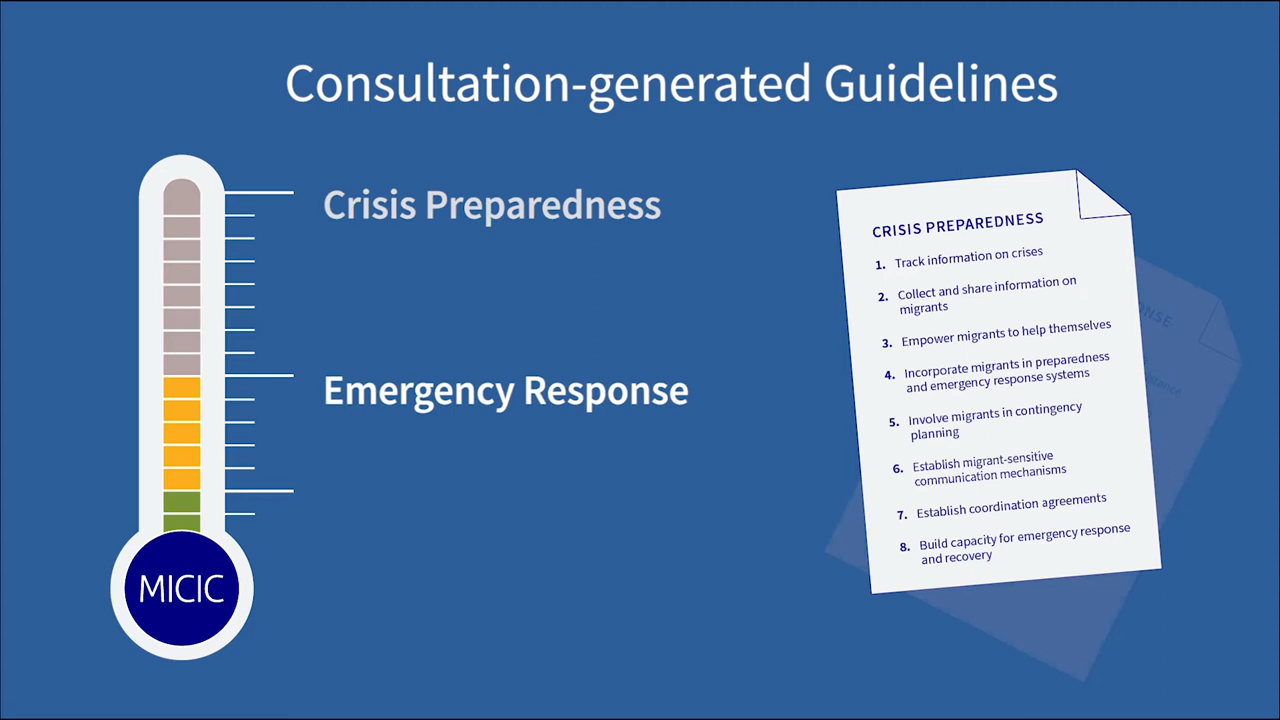 Consultation-generated Guidelines
Crisis Preparedness
Emergency Response
MICIC
CRISIS PREPAREDNESS
1. Track information on crises
2. Collect and share information on
migrants
3. Empower migrants to help themselves
4. Incorporate migrants in preparedness
and emergency response systems
5. Involve migrants in contingency
planning
6. Establish migrant-sensitive
communication mechanisms
7. Establish coordination agreements
8. Build capacity for emergency response
and recovery